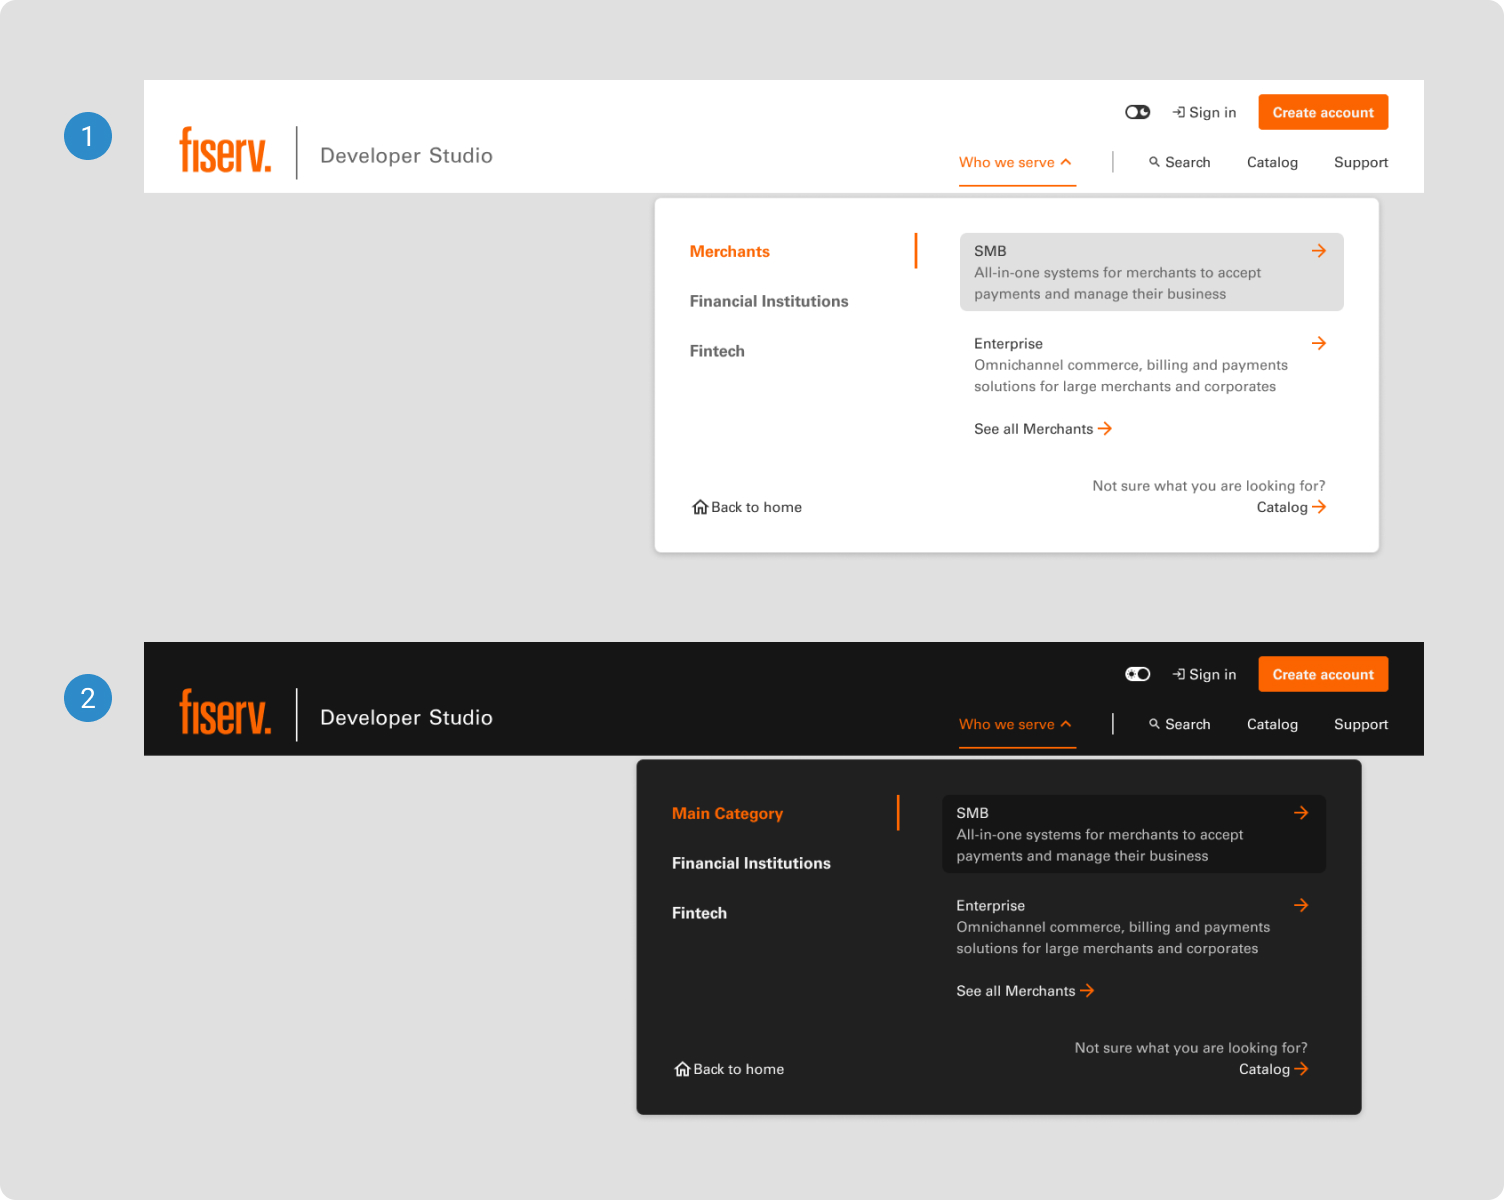 1
Sign in
Create account
fiserv.
Developer Studio
Who we serve
Search
Catalog
Support
Merchants
Financial Institutions
Fintech
SMB
All-in-one systems for merchants to accept
payments and manage their business
Enterprise
Omnichannel commerce, billing and payments
solutions for large merchants and corporates
See all Merchants
Not sure what you are looking for?
Back to home
Catalog
2
Sign in
Create account
fiserv.
Developer Studio
Who we serve
Search
Catalog
Support
Main Category
Financial Institutions
Fintech
SMB
All-in-one systems for merchants to accept
payments and manage their business
Enterprise
Omnichannel commerce, billing and payments
solutions for large merchants and corporates
See all Merchants
Not sure what you are looking for?
Back to home
Catalog